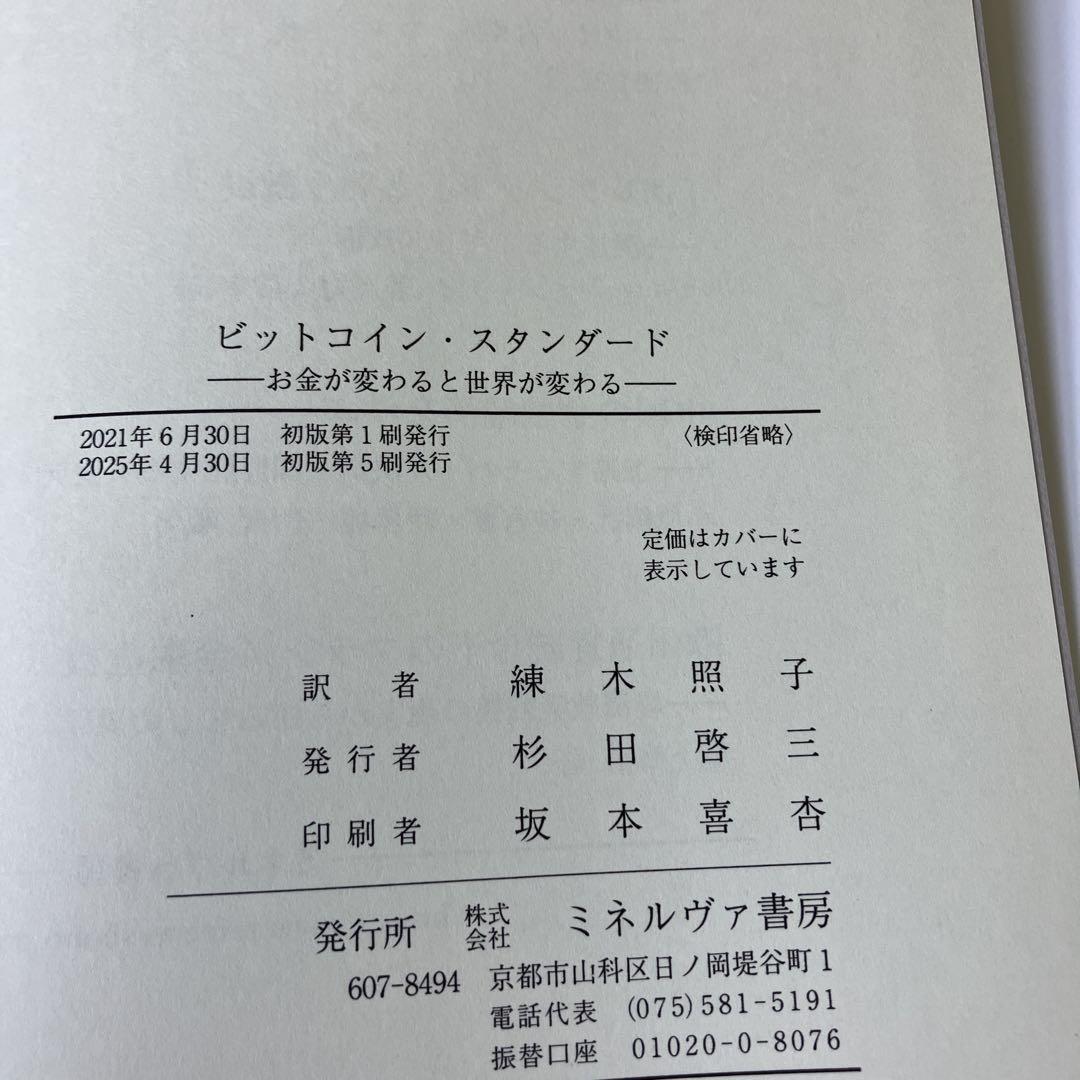 ビットコイン・スタンダード
——お金が変わると世界が変わる——
2021年6月30日　初版第1刷発行　〈検印省略〉
2025年4月30日　初版第5刷発行
定価はカバーに
表示しています
訳者　練木照子
発行者　杉田啓三
印刷者　坂本喜杏
発行所　株式会社　ミネルヴァ書房
607-8494　京都市山科区日ノ岡堤谷町1
電話代表　(075)581-5191
振替口座　01020-0-8076